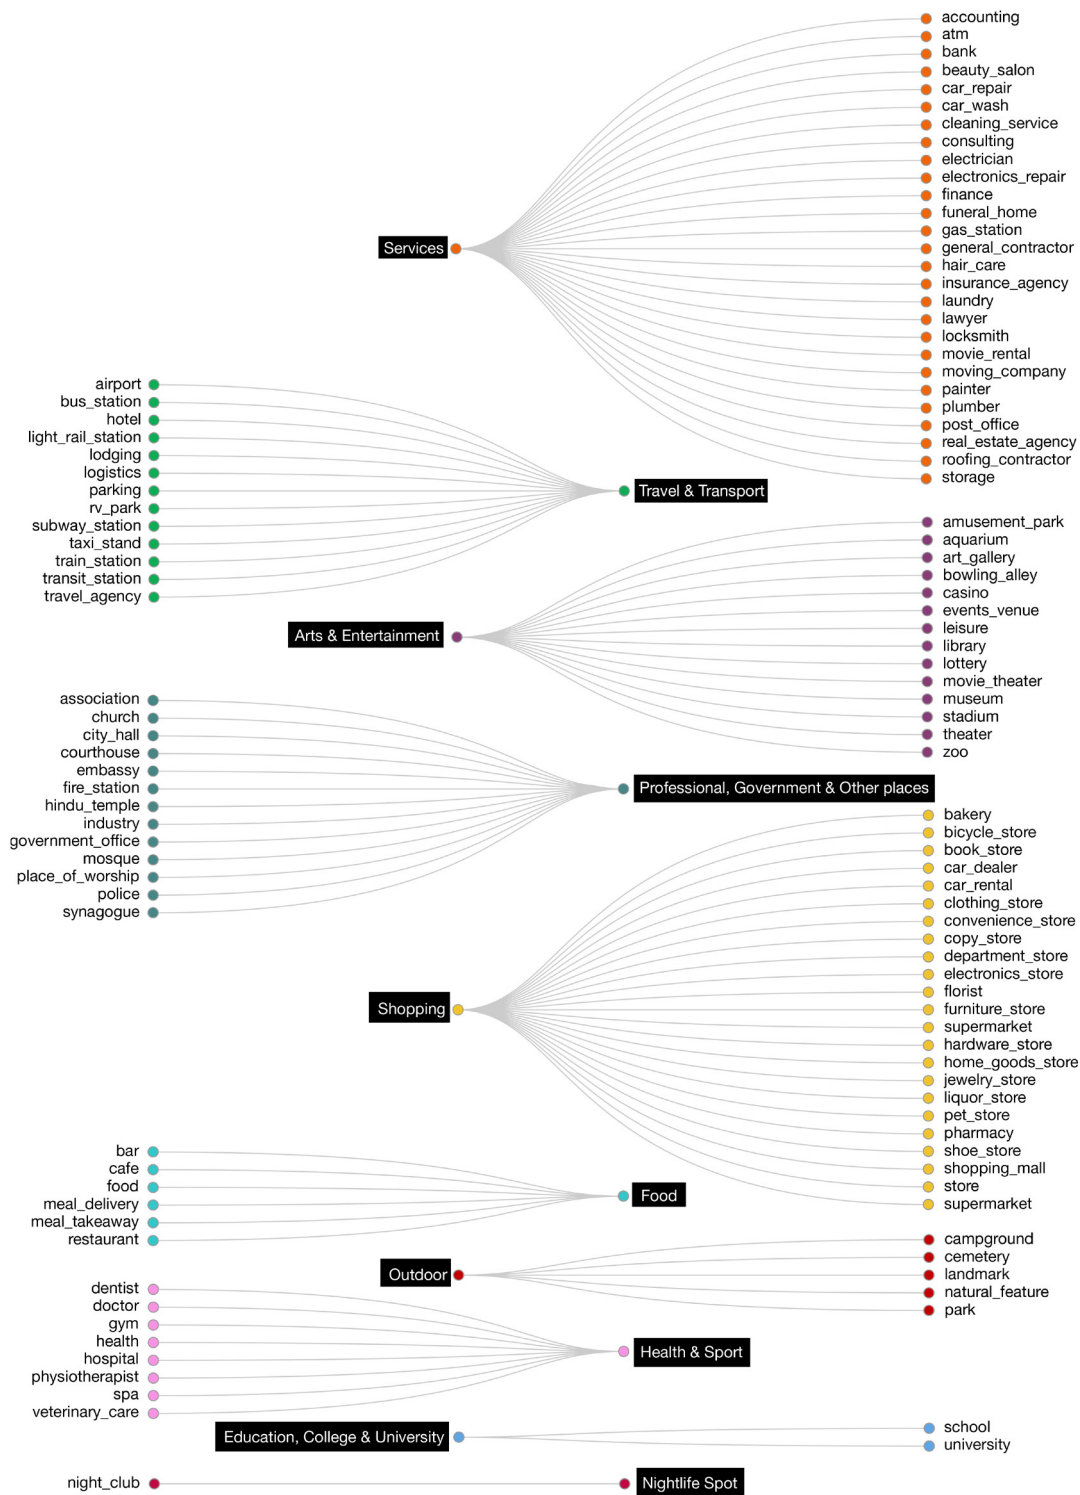 accounting
atm
bank
beauty_salon
car_repair
car_wash
cleaning_service
consulting
electrician
electronics_repair
finance
funeral_home
gas_station
Services
general_contractor
hair_care
insurance_agency
laundry
lawyer
locksmith
movie_rental
moving_company
painter
plumber
post_office
real_estate_agency
roofing_contractor
storage
airport
bus_station
hotel
light_rail_station
lodging
logistics
parking
Travel & Transport
rv_park
subway_station
taxi_stand
train_station
transit_station
travel_agency
amusement_park
aquarium
art_gallery
bowling_alley
casino
events_venue
leisure
Arts & Entertainment
library
lottery
movie_theater
museum
stadium
theater
zoo
association
church
city_hall
courthouse
embassy
fire_station
Professional, Government & Other places
hindu_temple
industry
government_office
mosque
place_of_worship
police
synagogue
bakery
bicycle_store
book_store
car_dealer
car_rental
clothing_store
convenience_store
copy_store
department_store
electronics_store
florist
Shopping
furniture_store
supermarket
hardware_store
home_goods_store
jewelry_store
liquor_store
pet_store
pharmacy
shoe_store
shopping_mall
store
supermarket
bar
cafe
food
Food
meal_delivery
meal_takeaway
restaurant
campground
cemetery
Outdoor
landmark
natural_feature
park
dentist
doctor
gym
health
Health & Sport
hospital
physiotherapist
spa
veterinary_care
Education, College & University
school
university
night_club
Nightlife Spot